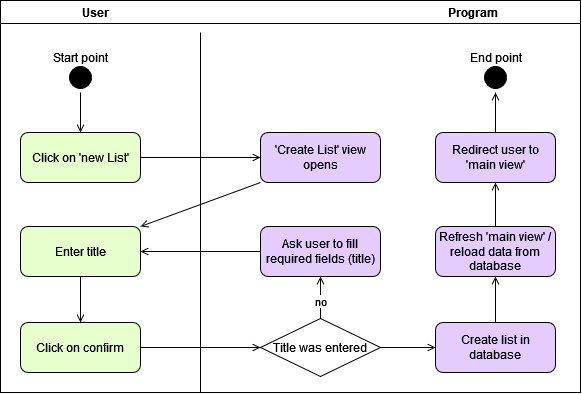 User
Program
Start point
End point
Click on 'new List'
'Create List' view
opens
Redirect user to
'main view'
Enter title
Ask user to fill
required fields (title)
Refresh 'main view' /
reload data from
database
no
Click on confirm
Title was entered
Create list in
database